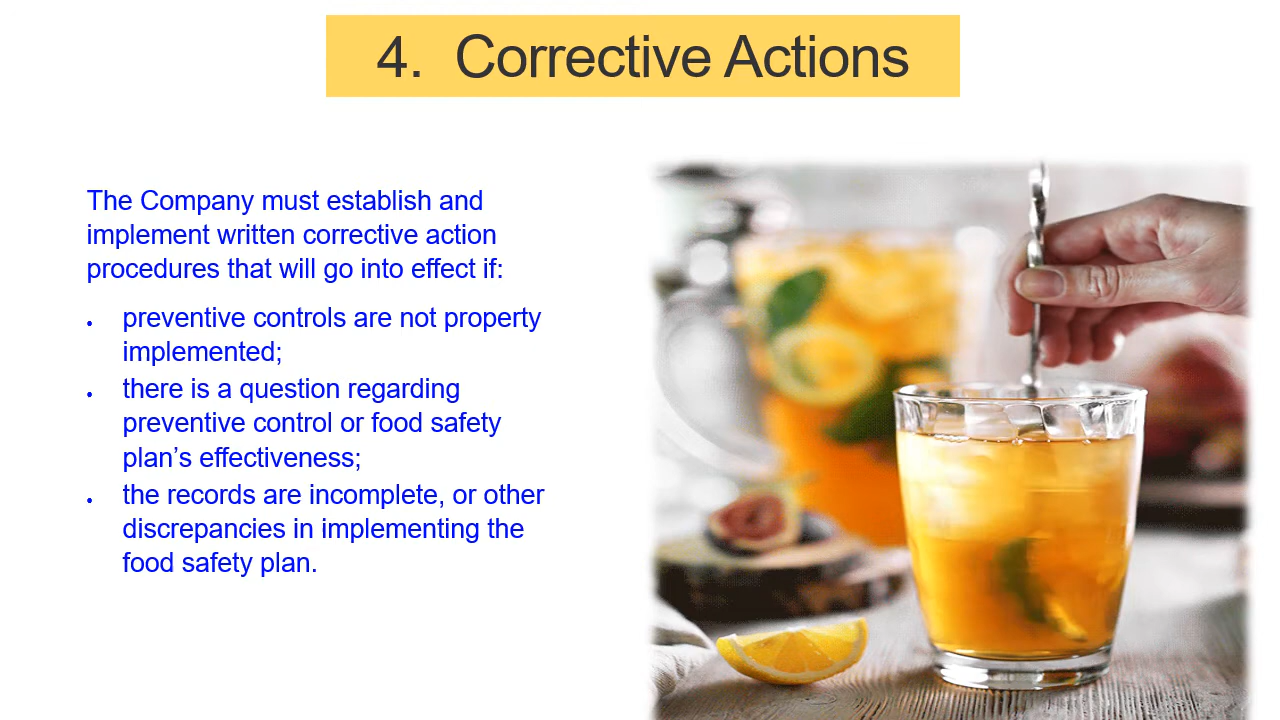 4. Corrective Actions
The Company must establish and
implement written corrective action
procedures that will go into effect if:
• preventive controls are not property
implemented;
• there is a question regarding
preventive control or food safety
plan’s effectiveness;
• the records are incomplete, or other
discrepancies in implementing the
food safety plan.